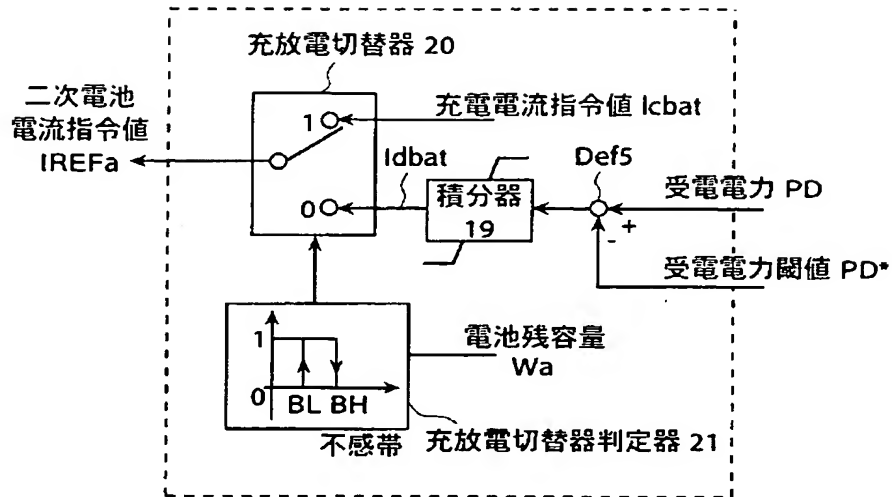 充放電切替器 20
二次電池
電流指令値
IREFa
1
充電電流指令値 Icbat
Idbat
Def5
積分器
19
受電電力 PD
0
+
-
受電電力閾値 PD*
1
0
BL BH
電池残容量
Wa
不感帯
充放電切替器判定器 21